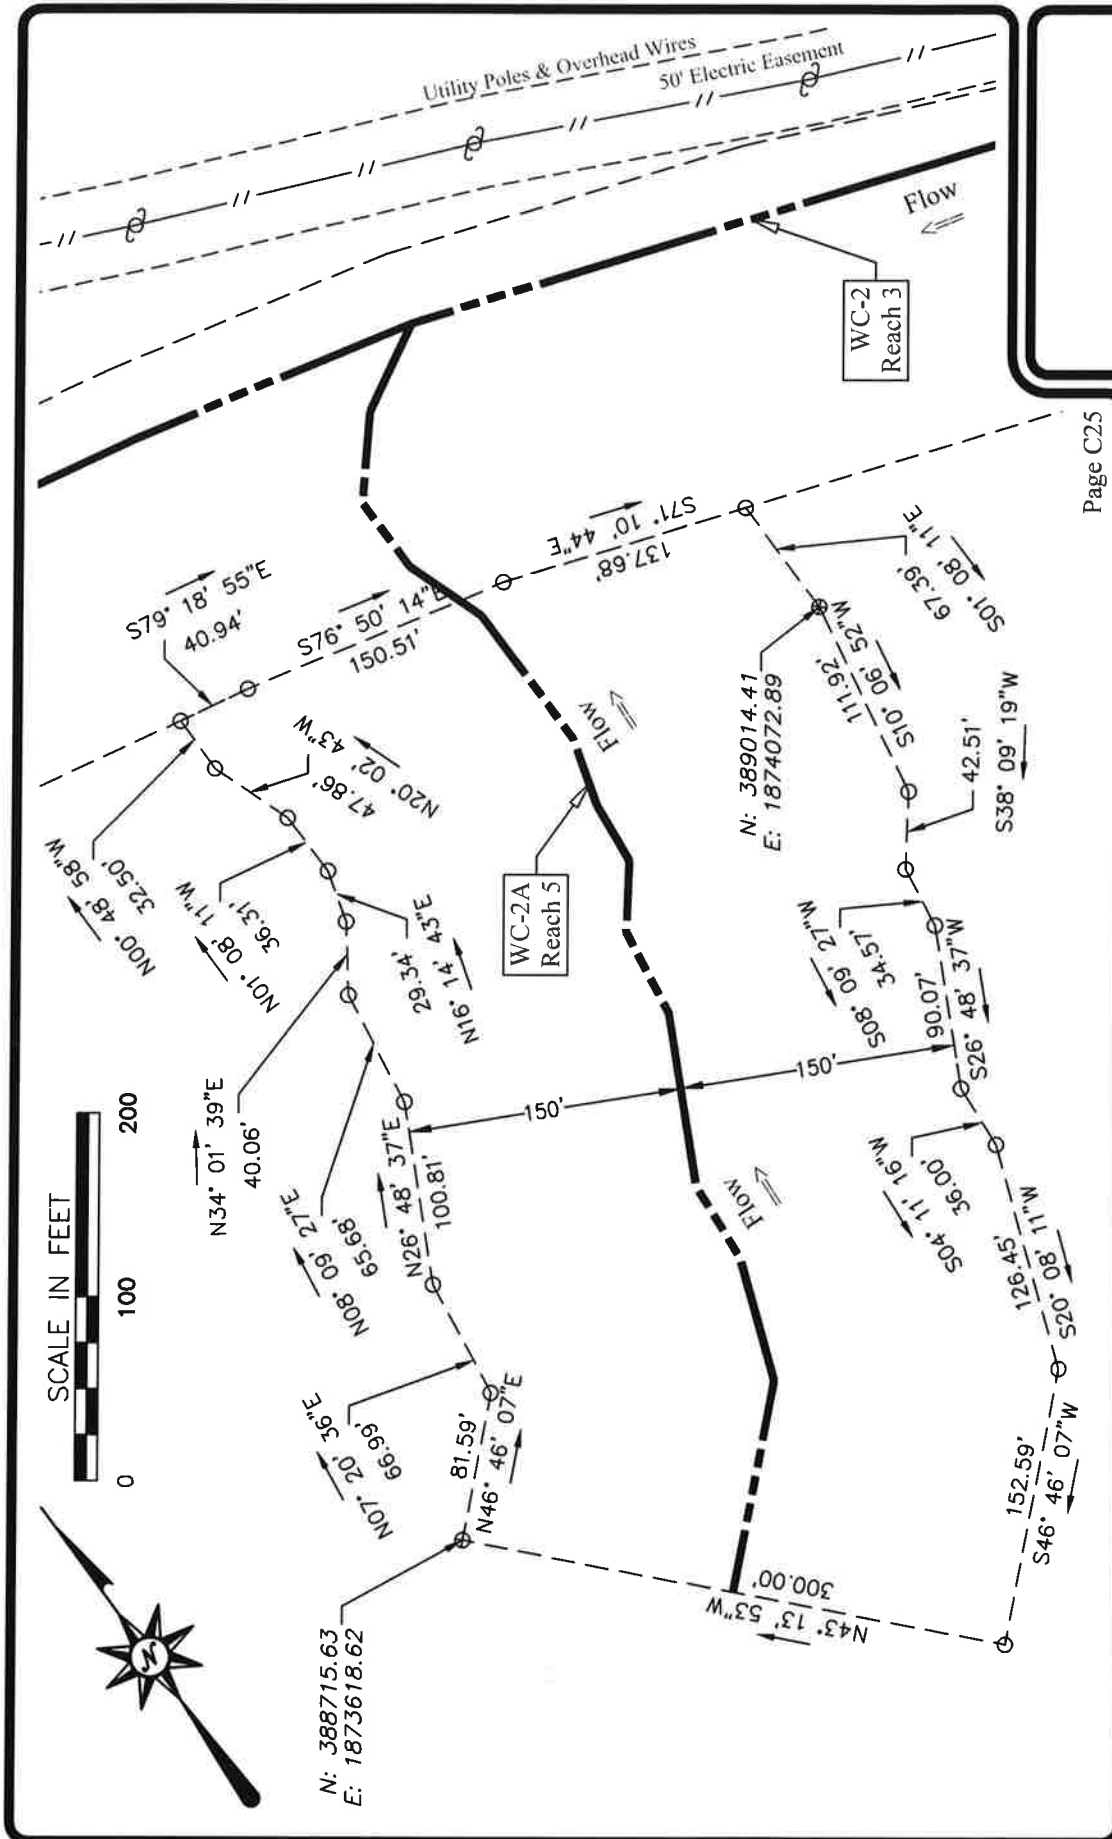 SCALE IN FEET
0
100
200
N
Utility Poles & Overhead Wires
50' Electric Easement
Flow
WC-2
Reach 3
S79° 18' 55"E
40.94'
S76° 50' 14"E
150.51'
S71° 10' 44"E
137.68'
S01° 08' 11"E
67.39'
N: 389014.41
E: 1874072.89
111.92'
S10° 06' 52"W
42.51'
S38° 09' 19"W
S08° 09' 27"W
34.57'
90.07'
S26° 48' 37"W
S04° 11' 16"W
36.00'
126.45'
S20° 08' 11"W
152.59'
S46° 46' 07"W
N43° 13' 53"W
300.00'
N: 388715.63
E: 1873618.62
81.59'
N46° 46' 07"E
N07° 20' 36"E
66.99'
N26° 48' 37"E
100.81'
N08° 09' 27"E
65.68'
N34° 01' 39"E
40.06'
29.34'
N16° 14' 43"E
N01° 08' 11"W
36.31'
47.86'
N20° 02' 43"W
N00° 48' 58"W
32.50'
WC-2A
Reach 5
Flow
Flow
150'
150'
Page C25